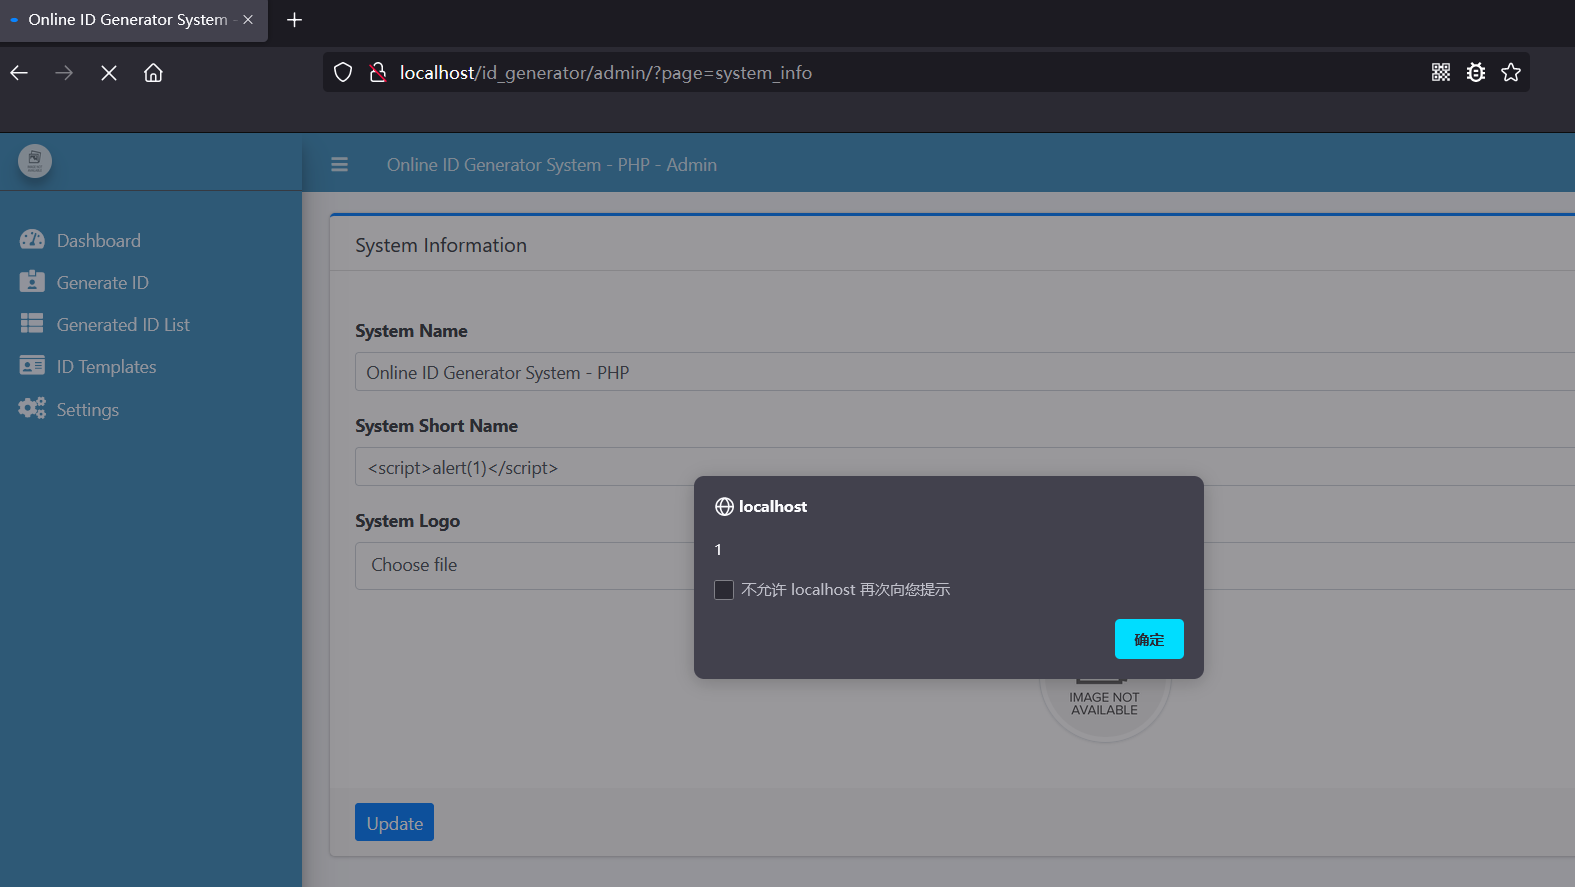 Online ID Generator System -
localhost/id_generator/admin/?page=system_info
Online ID Generator System - PHP - Admin
Dashboard
Generate ID
Generated ID List
ID Templates
Settings
System Information
System Name
Online ID Generator System - PHP
System Short Name
<script>alert(1)</script>
System Logo
Choose file
localhost
1
不允许 localhost 再次向您提示
确定
IMAGE NOT
AVAILABLE
Update